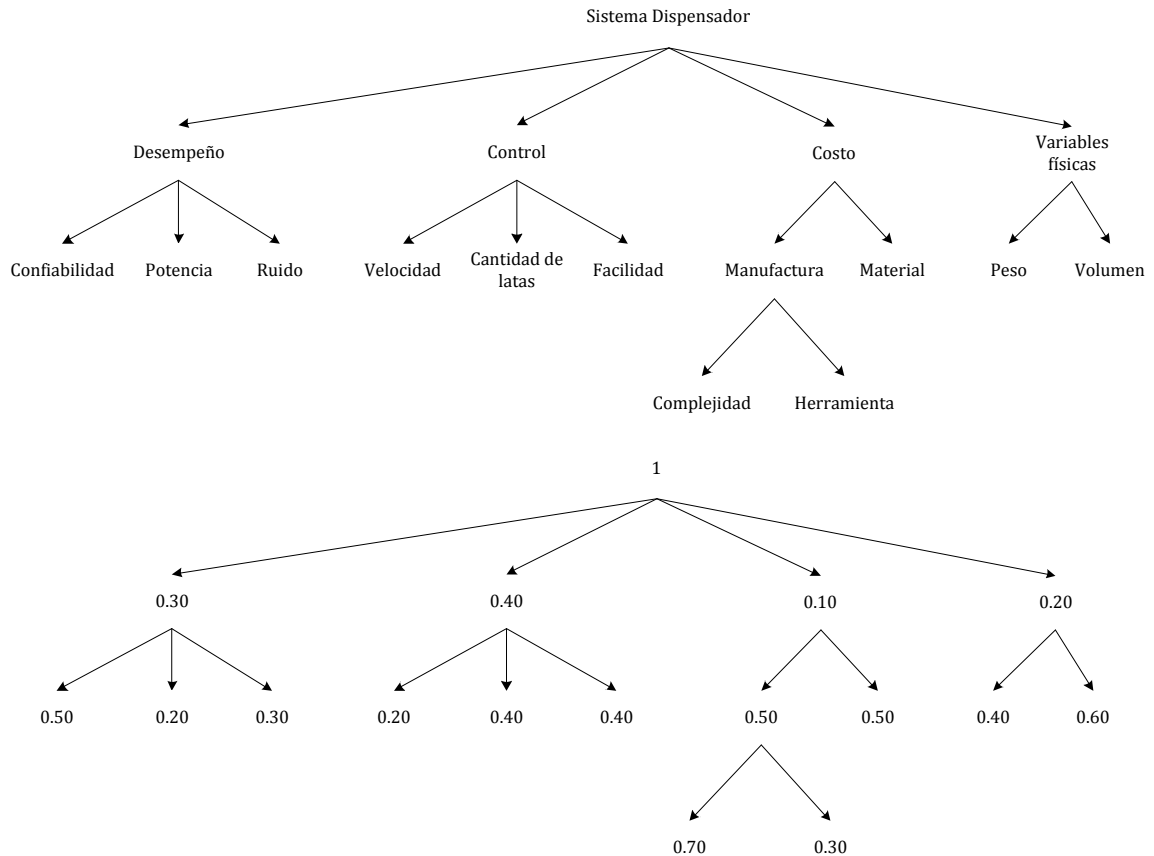 Sistema Dispensador
Desempeño Control Costo Variables
físicas
Confiabilidad Potencia Ruido Velocidad Cantidad de
latas Facilidad Manufactura Material Peso Volumen
Complejidad Herramienta
1
0.30 0.40 0.10 0.20
0.50 0.20 0.30 0.20 0.40 0.40 0.50 0.50 0.40 0.60
0.70 0.30